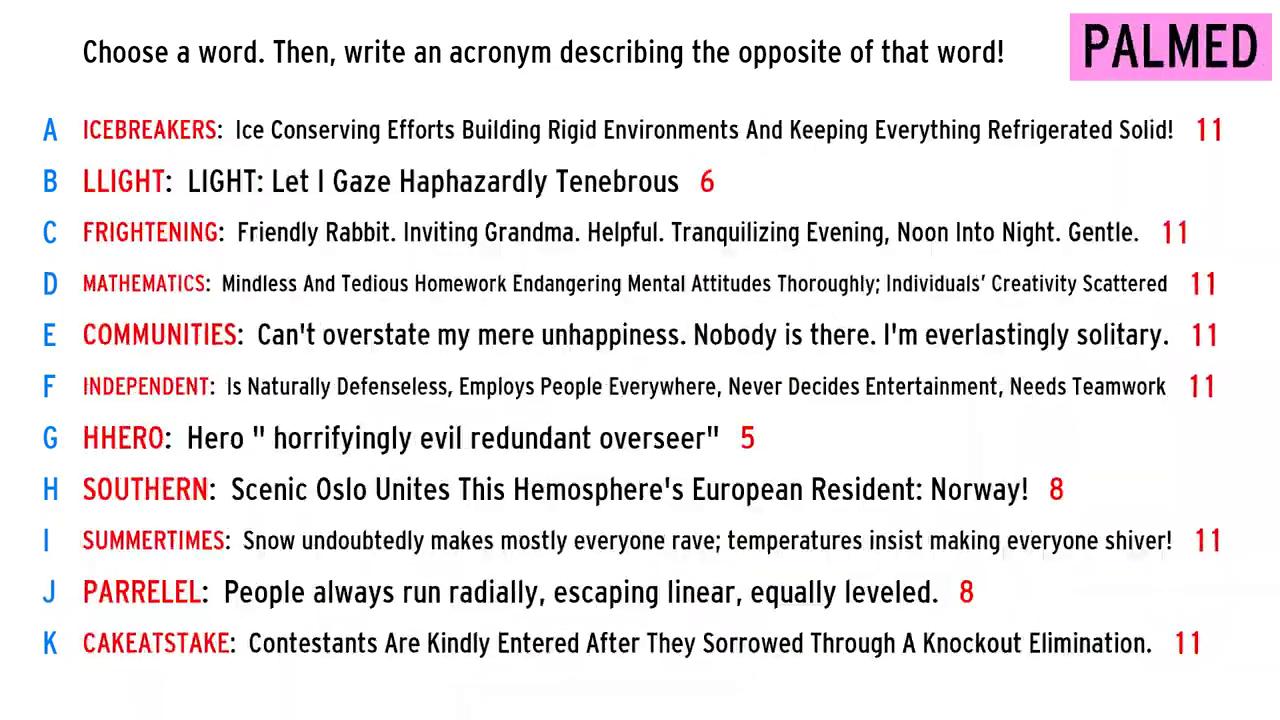 Choose a word. Then, write an acronym describing the opposite of that word!
PALMED
A ICEBREAKERS: Ice Conserving Efforts Building Rigid Environments And Keeping Everything Refrigerated Solid! 11
B LLIGHT: LIGHT: Let I Gaze Haphazardly Tenebrous 6
C FRIGHTENING: Friendly Rabbit. Inviting Grandma. Helpful. Tranquilizing Evening, Noon Into Night. Gentle. 11
D MATHEMATICS: Mindless And Tedious Homework Endangering Mental Attitudes Thoroughly; Individuals' Creativity Scattered 11
E COMMUNITIES: Can't overstate my mere unhappiness. Nobody is there. I'm everlastingly solitary. 11
F INDEPENDENT: Is Naturally Defenseless, Employs People Everywhere, Never Decides Entertainment, Needs Teamwork 11
G HHERO: Hero " horrifyingly evil redundant overseer" 5
H SOUTHERN: Scenic Oslo Unites This Hemosphere's European Resident: Norway! 8
I SUMMERTIMES: Snow undoubtedly makes mostly everyone rave; temperatures insist making everyone shiver! 11
J PARRELEL: People always run radially, escaping linear, equally leveled. 8
K CAKEATSTAKE: Contestants Are Kindly Entered After They Sorrowed Through A Knockout Elimination. 11